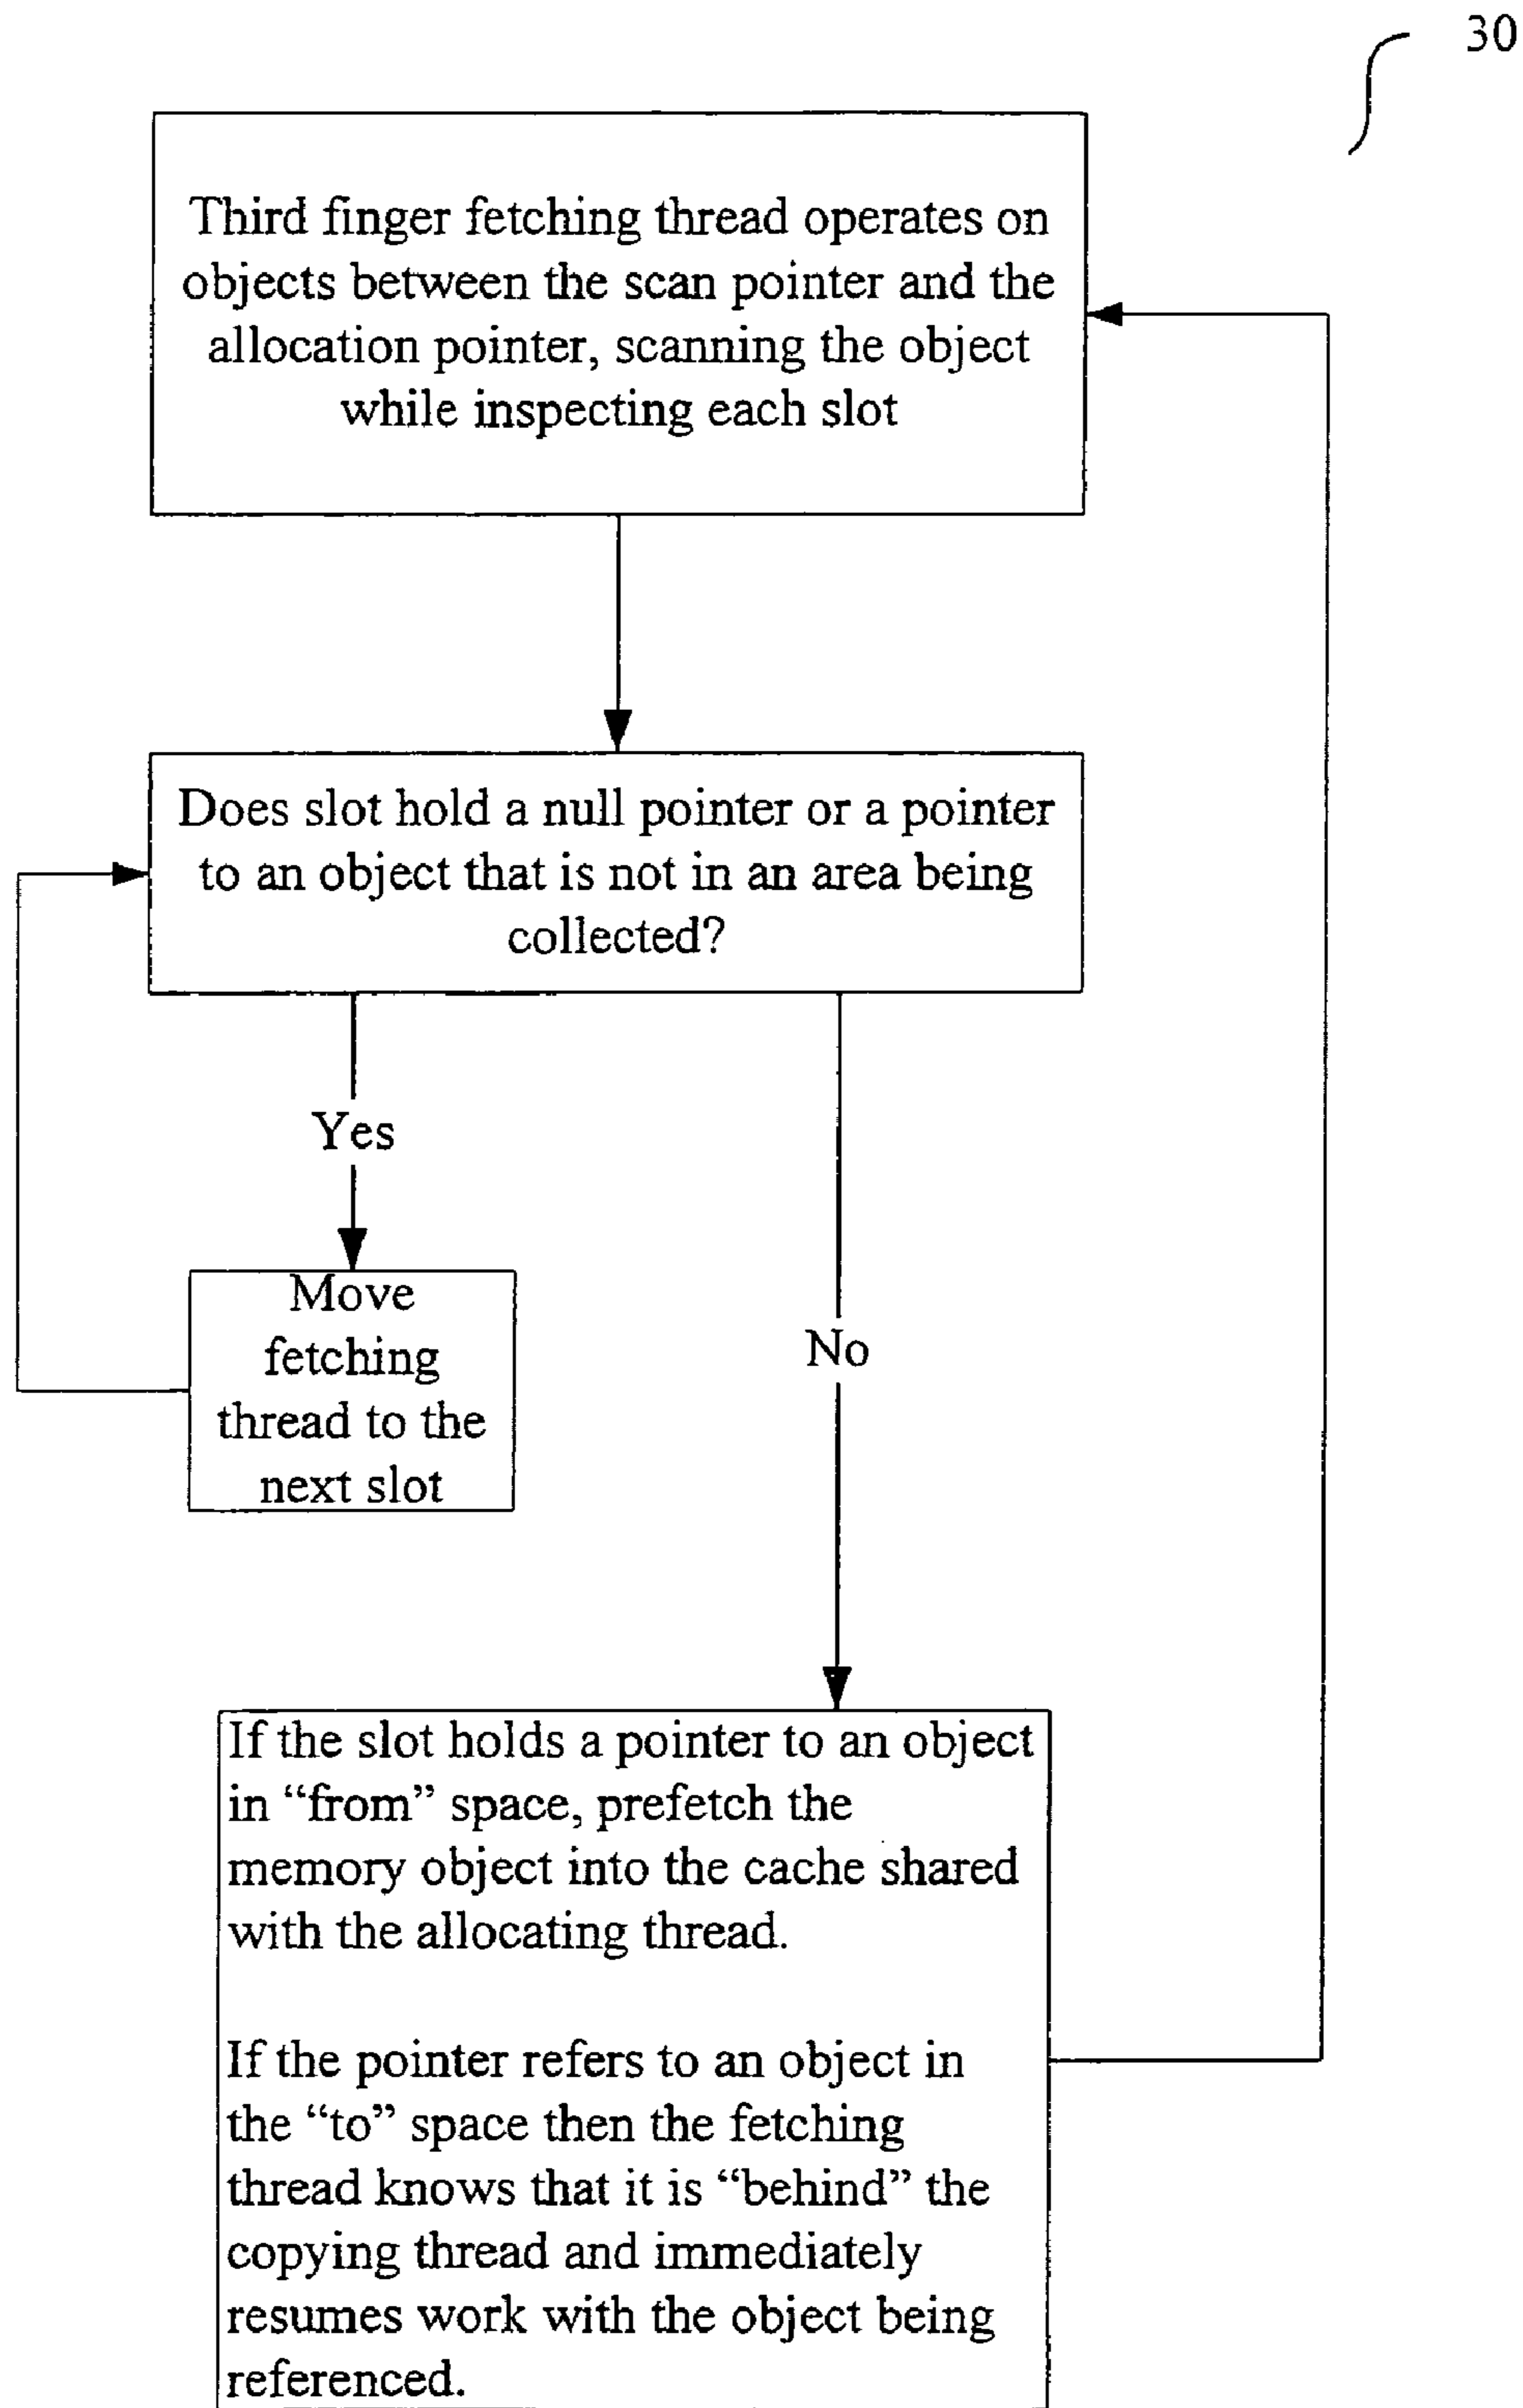 30
Third finger fetching thread operates on
objects between the scan pointer and the
allocation pointer, scanning the object
while inspecting each slot
Does slot hold a null pointer or a pointer
to an object that is not in an area being
collected?
Yes
No
Move
fetching
thread to the
next slot
If the slot holds a pointer to an object
in “from” space, prefetch the
memory object into the cache shared
with the allocating thread.
If the pointer refers to an object in
the “to” space then the fetching
thread knows that it is “behind” the
copying thread and immediately
resumes work with the object being
referenced.